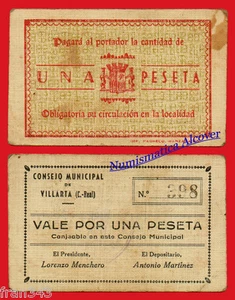 Pagará al portador la cantidad de
UNA PESETA
Obligatoria su circulación en la localidad
Numismatica Alcover
CONSEJO MUNICIPAL
DE
VILLARTA (C.-Real)
N.º 398
VALE POR UNA PESETA
Canjeable en este Consejo Municipal
El Presidente,
El Depositario,
Lorenzo Menchero
Antonio Martínez
fran343